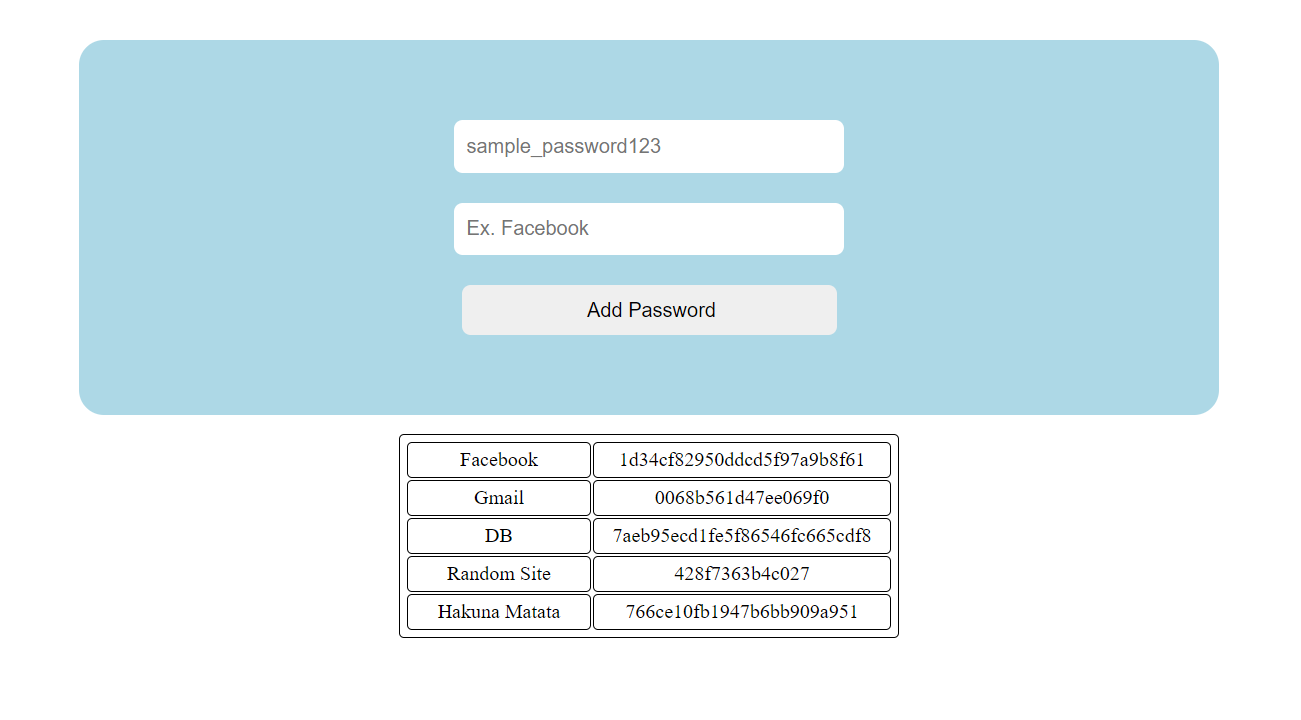 sample_password123
Ex. Facebook
Add Password
Facebook 1d34cf82950ddcd5f97a9b8f61
Gmail 0068b561d47ee069f0
DB 7aeb95ecd1fe5f86546fc665cdf8
Random Site 428f7363b4c027
Hakuna Matata 766ce10fb1947b6bb909a951